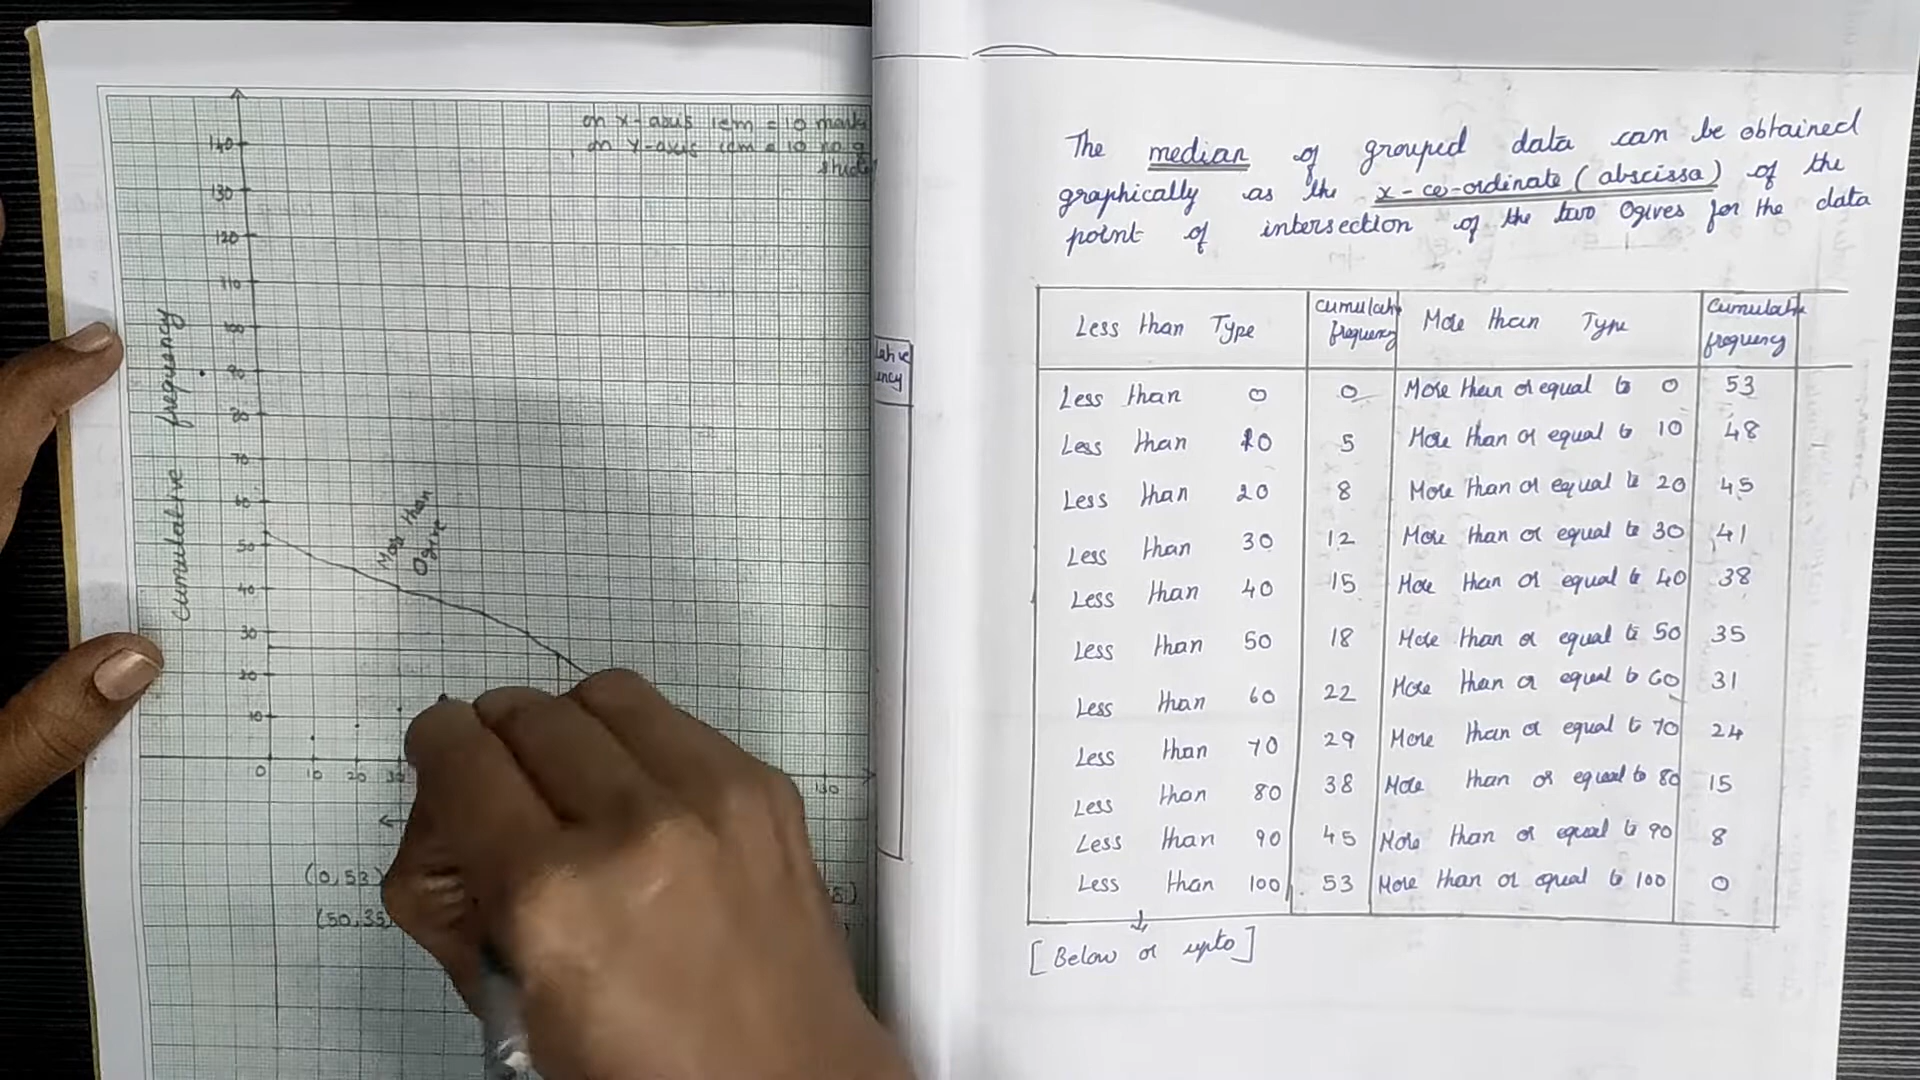 on x-axis 1cm = 10 marks
on Y-axis 1cm = 10 no of
140
130
120
110
100
90
80
70
60
50
40
30
20
10
0 10 20 30 130
cumulative frequency
More than
Ogive
(0,53)
(50,35)
The median of grouped data can be obtained
graphically as the x-co-ordinate (abscissa) of the
point of intersection of the two Ogives for the data
Less than Type cumulative frequency More than Type Cumulative frequency
Less than 0 0 More than or equal to 0 53
Less than 10 5 More than or equal to 10 48
Less than 20 8 More than or equal to 20 45
Less than 30 12 More than or equal to 30 41
Less than 40 15 More than or equal to 40 38
Less than 50 18 More than or equal to 50 35
Less than 60 22 More than or equal to 60 31
Less than 70 29 More than or equal to 70 24
Less than 80 38 More than or equal to 80 15
Less than 90 45 More than or equal to 90 8
Less than 100 53 More than or equal to 100 0
[Below or upto]